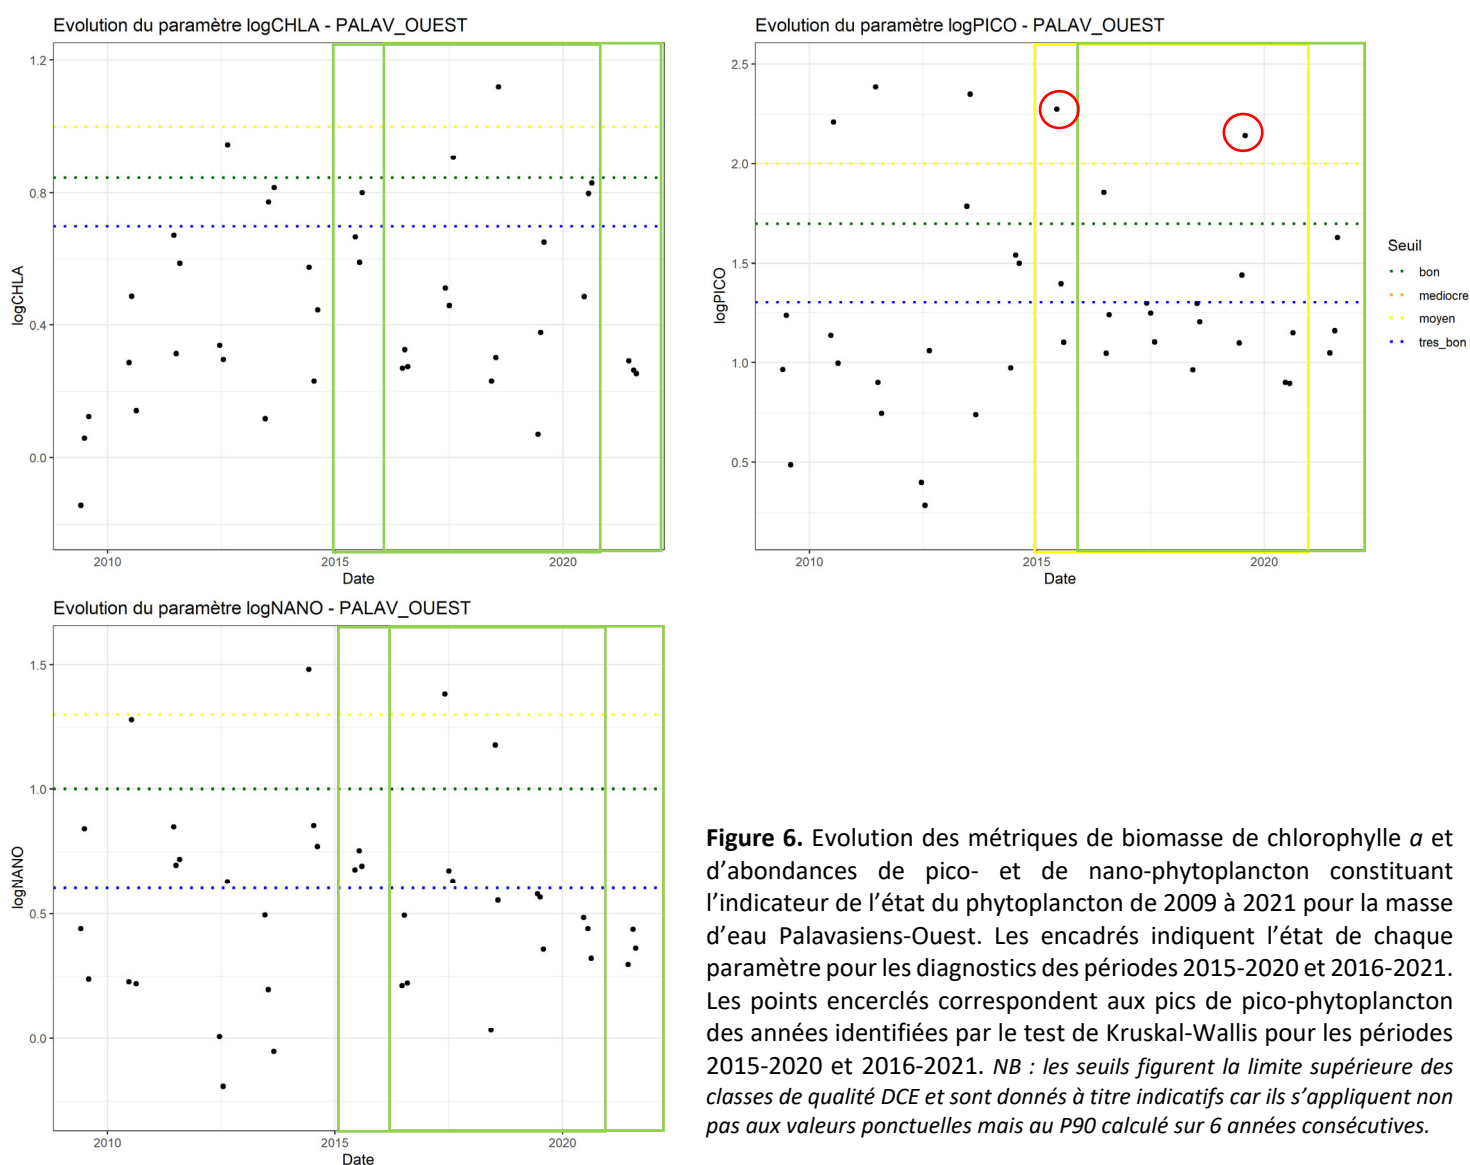 Evolution du paramètre logCHLA - PALAV_OUEST
logCHLA
1.2
0.8
0.4
0.0
2010
2015
2020
Date
Evolution du paramètre logPICO - PALAV_OUEST
logPICO
2.5
2.0
1.5
1.0
0.5
2010
2015
2020
Date
Seuil
bon
mediocre
moyen
tres_bon
Evolution du paramètre logNANO - PALAV_OUEST
logNANO
1.5
1.0
0.5
0.0
2010
2015
2020
Date
Figure 6. Evolution des métriques de biomasse de chlorophylle a et
d’abondances de pico- et de nano-phytoplancton constituant
l’indicateur de l’état du phytoplancton de 2009 à 2021 pour la masse
d’eau Palavasiens-Ouest. Les encadrés indiquent l’état de chaque
paramètre pour les diagnostics des périodes 2015-2020 et 2016-2021.
Les points encerclés correspondent aux pics de pico-phytoplancton
des années identifiées par le test de Kruskal-Wallis pour les périodes
2015-2020 et 2016-2021. NB : les seuils figurent la limite supérieure des
classes de qualité DCE et sont donnés à titre indicatifs car ils s’appliquent non
pas aux valeurs ponctuelles mais au P90 calculé sur 6 années consécutives.